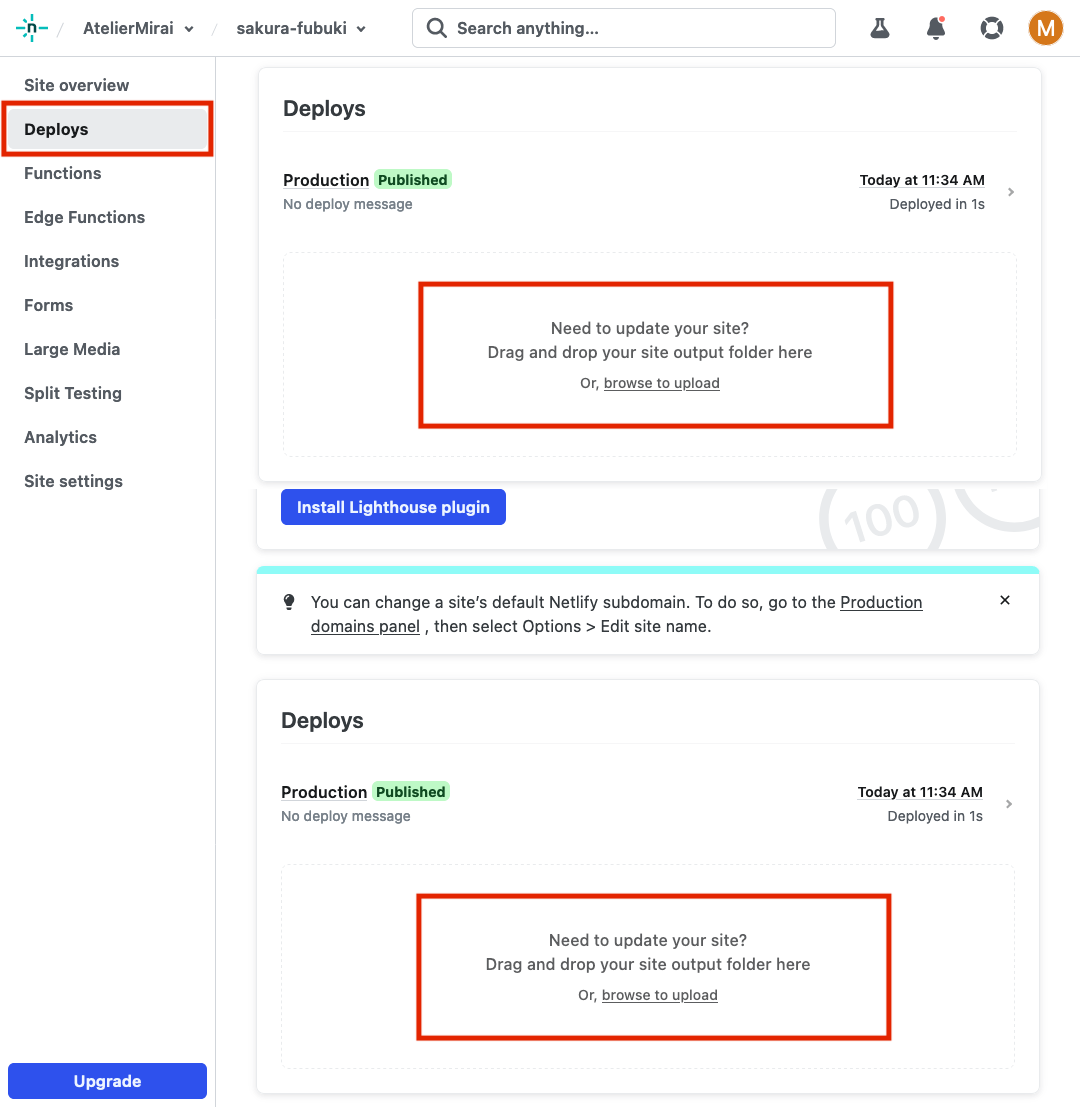 n / AtelierMirai / sakura-fubuki Search anything... M
Site overview
Deploys
Functions
Edge Functions
Integrations
Forms
Large Media
Split Testing
Analytics
Site settings
Upgrade
Deploys
Production Published Today at 11:34 AM
No deploy message Deployed in 1s
Need to update your site?
Drag and drop your site output folder here
Or, browse to upload
Install Lighthouse plugin
100
You can change a site’s default Netlify subdomain. To do so, go to the Production
domains panel , then select Options > Edit site name.
Deploys
Production Published Today at 11:34 AM
No deploy message Deployed in 1s
Need to update your site?
Drag and drop your site output folder here
Or, browse to upload